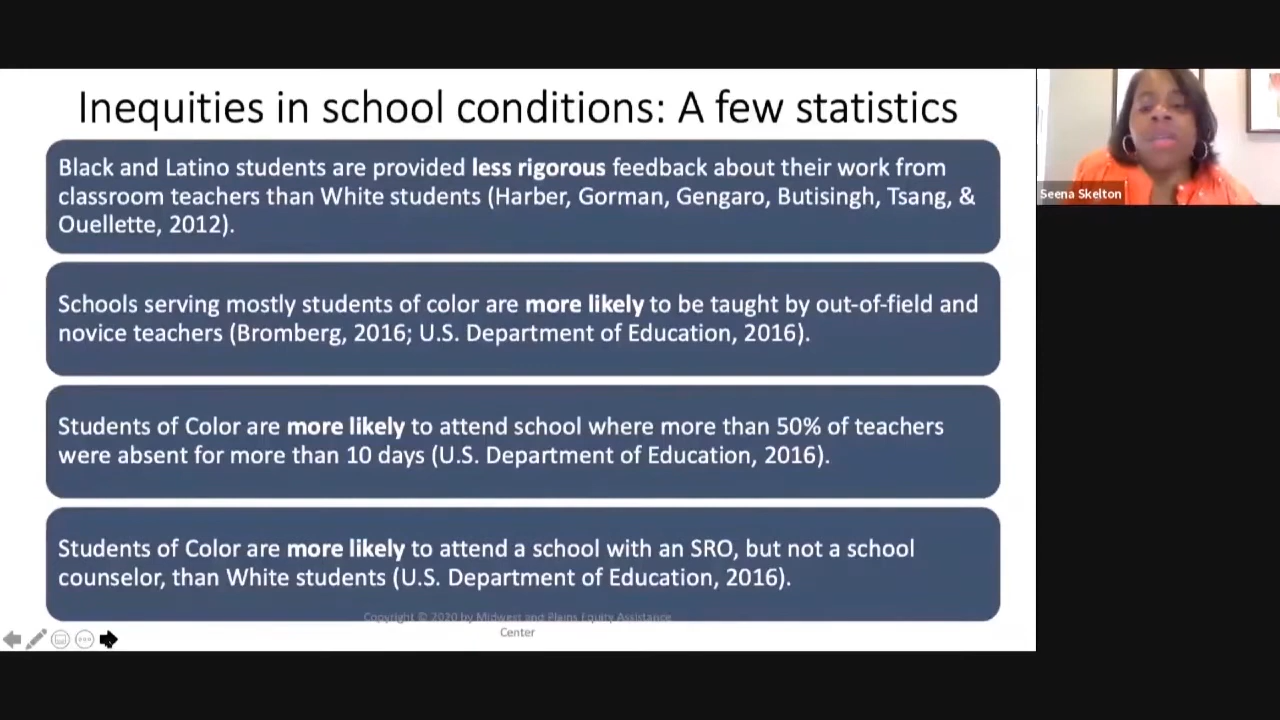 Inequities in school conditions: A few statistics
Black and Latino students are provided less rigorous feedback about their work from
classroom teachers than White students (Harber, Gorman, Gengaro, Butisingh, Tsang, &
Ouellette, 2012).
Schools serving mostly students of color are more likely to be taught by out-of-field and
novice teachers (Bromberg, 2016; U.S. Department of Education, 2016).
Students of Color are more likely to attend school where more than 50% of teachers
were absent for more than 10 days (U.S. Department of Education, 2016).
Students of Color are more likely to attend a school with an SRO, but not a school
counselor, than White students (U.S. Department of Education, 2016).
Copyright © 2020 by Midwest and Plains Equity Assistance
Center
Seena Skelton